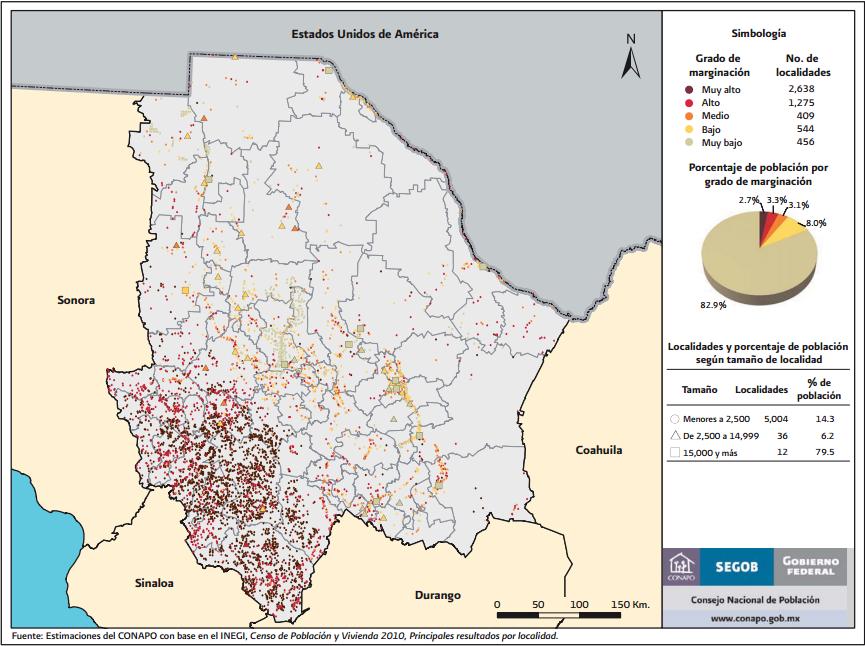 Estados Unidos de América
N
Sonora
Coahuila
Sinaloa
Durango
0 50 100 150 Km.
Simbología
Grado de marginación No. de localidades
Muy alto 2,638
Alto 1,275
Medio 409
Bajo 544
Muy bajo 456
Porcentaje de población por
grado de marginación
2.7% 3.3% 3.1%
8.0%
82.9%
Localidades y porcentaje de población
según tamaño de localidad
Tamaño Localidades % de población
Menores a 2,500 5,004 14.3
De 2,500 a 14,999 36 6.2
15,000 y más 12 79.5
CONAPO SEGOB GOBIERNO FEDERAL
Consejo Nacional de Población
www.conapo.gob.mx
Fuente: Estimaciones del CONAPO con base en el INEGI, Censo de Población y Vivienda 2010, Principales resultados por localidad.